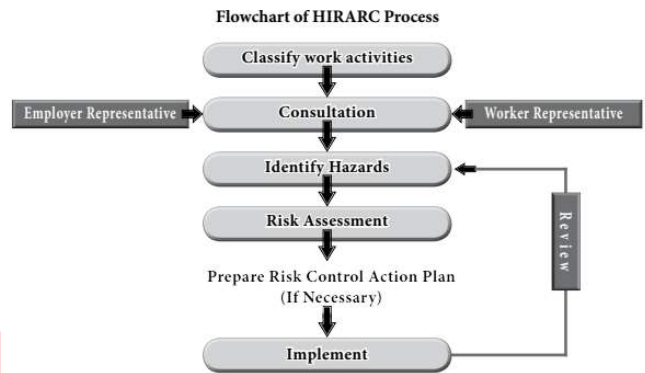 Flowchart of HIRARC Process
Classify work activities
Employer Representative
Consultation
Worker Representative
Identify Hazards
Risk Assessment
Review
Prepare Risk Control Action Plan
(If Necessary)
Implement